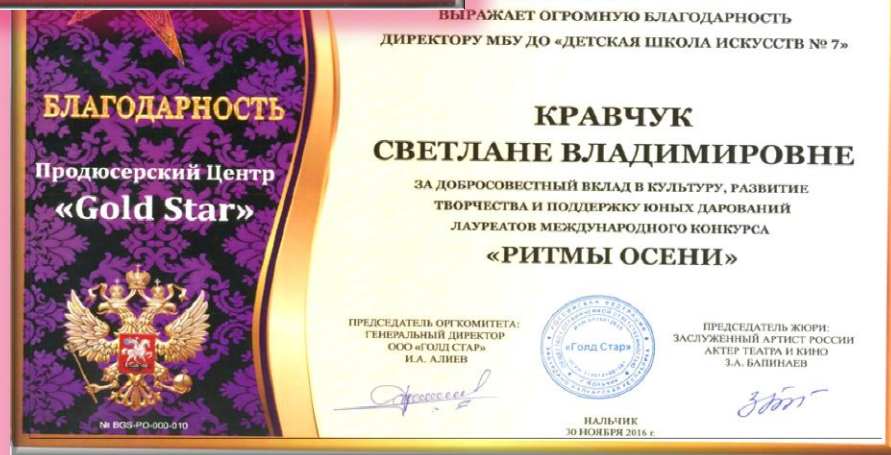 БЛАГОДАРНОСТЬ
Продюсерский Центр
«Gold Star»
№ BGS-PO-000-010
ВЫРАЖАЕТ ОГРОМНУЮ БЛАГОДАРНОСТЬ
ДИРЕКТОРУ МБУ ДО «ДЕТСКАЯ ШКОЛА ИСКУССТВ № 7»
КРАВЧУК
СВЕТЛАНЕ ВЛАДИМИРОВНЕ
ЗА ДОБРОСОВЕСТНЫЙ ВКЛАД В КУЛЬТУРУ, РАЗВИТИЕ
ТВОРЧЕСТВА И ПОДДЕРЖКУ ЮНЫХ ДАРОВАНИЙ
ЛАУРЕАТОВ МЕЖДУНАРОДНОГО КОНКУРСА
«РИТМЫ ОСЕНИ»
ПРЕДСЕДАТЕЛЬ ОРГКОМИТЕТА:
ГЕНЕРАЛЬНЫЙ ДИРЕКТОР
ООО «ГОЛД СТАР»
И.А. АЛИЕВ
РОССИЙСКАЯ ФЕДЕРАЦИЯ
«Голд Стар»
Г. НАЛЬЧИК
ПРЕДСЕДАТЕЛЬ ЖЮРИ:
ЗАСЛУЖЕННЫЙ АРТИСТ РОССИИ
АКТЕР ТЕАТРА И КИНО
З.А. БАПИНАЕВ
НАЛЬЧИК
30 НОЯБРЯ 2016 г.